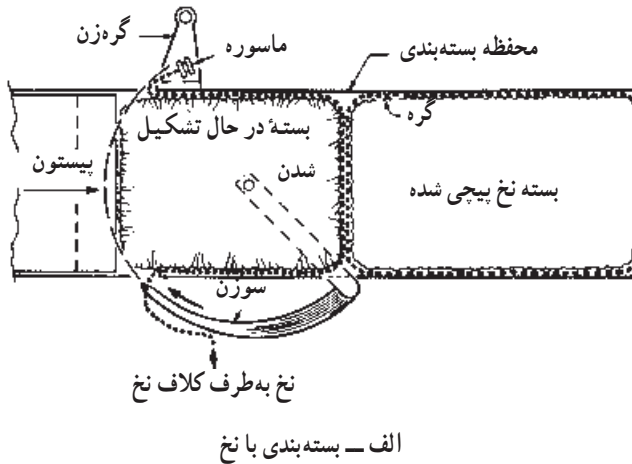 گره‌زن
ماسوره
محفظه بسته‌بندی
گره
بستهٔ در حال تشکیل
شدن
پیستون
بسته نخ پیچی شده
سوزن
نخ به‌طرف کلاف نخ
الف ــ بسته‌بندی با نخ